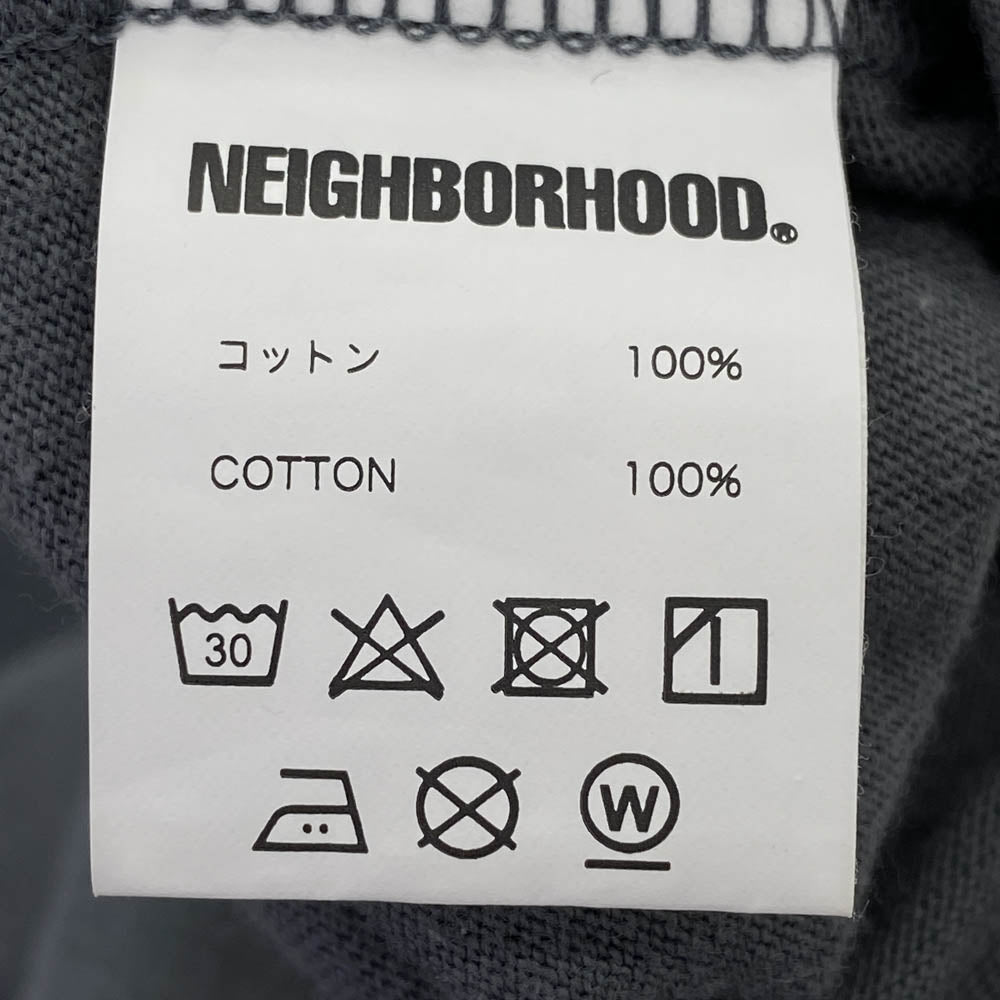 NEIGHBORHOOD®
コットン 100%
COTTON 100%
30
W